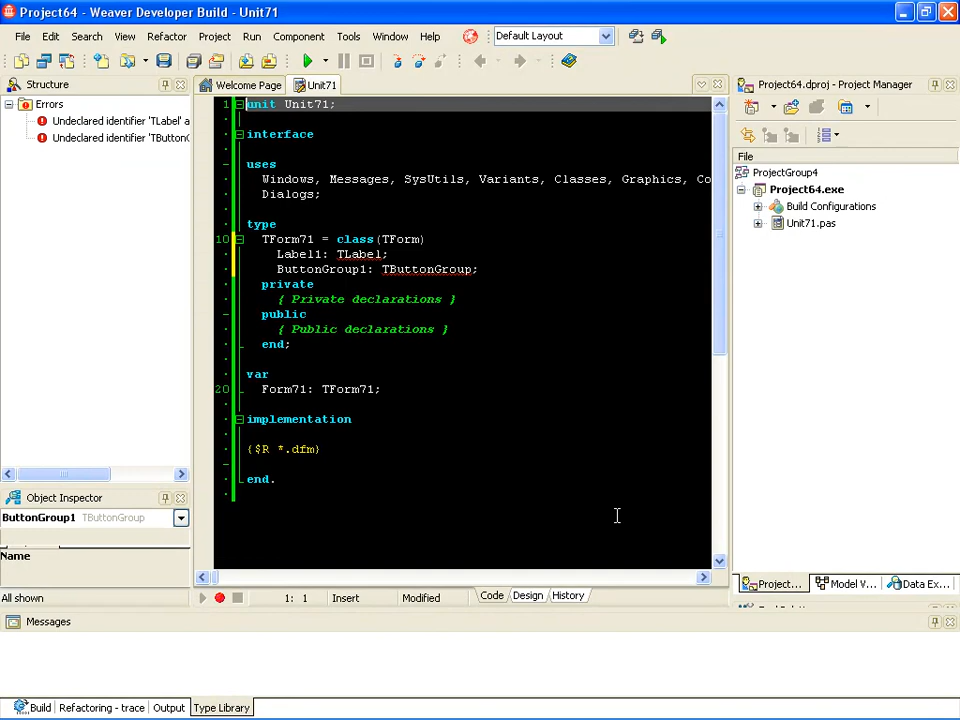 Project64 - Weaver Developer Build - Unit71
File Edit Search View Refactor Project Run Component Tools Window Help
Default Layout
Structure
Errors
Undeclared identifier 'TLabel' a
Undeclared identifier 'TButtonG
Object Inspector
ButtonGroup1 TButtonGroup
Name
All shown
Welcome Page Unit71
1 unit Unit71;
interface
uses
Windows, Messages, SysUtils, Variants, Classes, Graphics, Co
Dialogs;
type
10 TForm71 = class(TForm)
Label1: TLabel;
ButtonGroup1: TButtonGroup;
private
{ Private declarations }
public
{ Public declarations }
end;
var
20 Form71: TForm71;
implementation
{$R *.dfm}
end.
1: 1 Insert Modified Code Design History
Project64.dproj - Project Manager
File
ProjectGroup4
Project64.exe
Build Configurations
Unit71.pas
Project... Model V... Data Ex...
Messages
Build Refactoring - trace Output Type Library